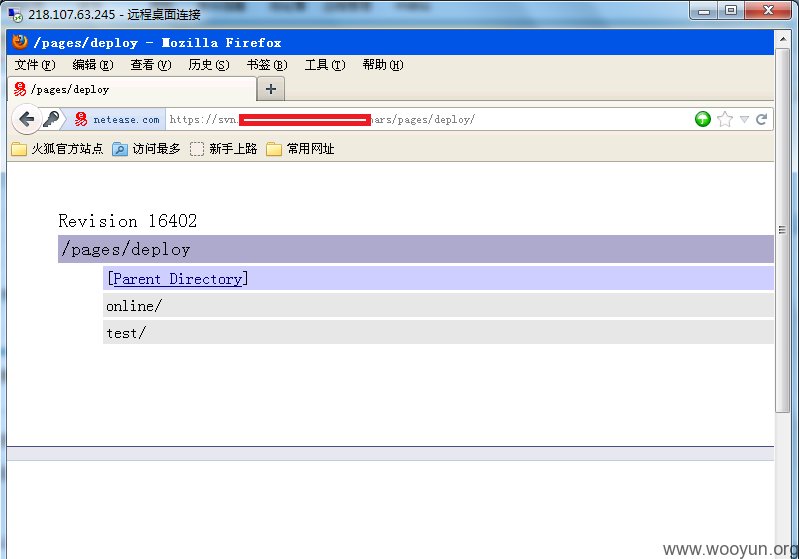 218.107.63.245 - 远程桌面连接
/pages/deploy - Mozilla Firefox
文件(F) 编辑(E) 查看(V) 历史(S) 书签(B) 工具(T) 帮助(H)
/pages/deploy
netease.com https://svn. ars/pages/deploy/
火狐官方站点 访问最多 新手上路 常用网址
Revision 16402
/pages/deploy
[Parent Directory]
online/
test/
www.wooyun.org